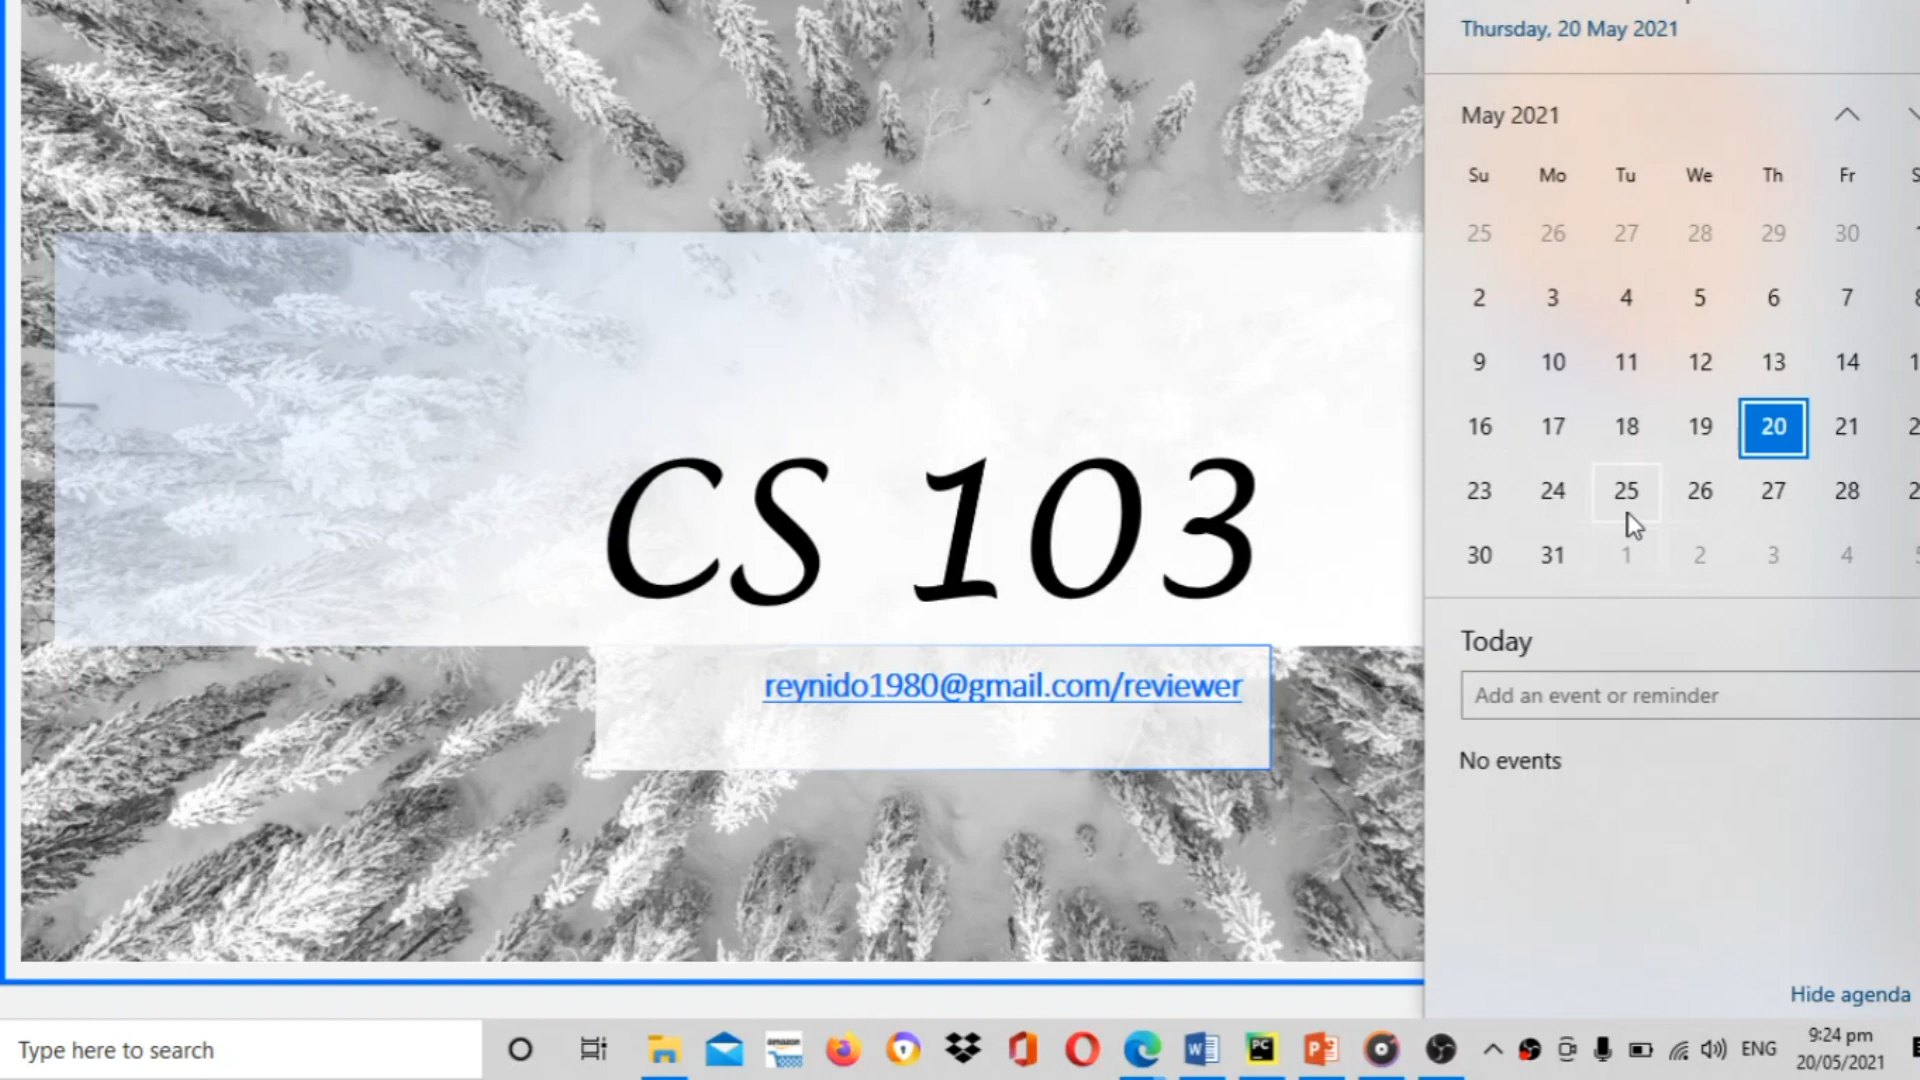 CS 103
reynido1980@gmail.com/reviewer
Thursday, 20 May 2021
May 2021
Su Mo Tu We Th Fr
25 26 27 28 29 30
2 3 4 5 6 7
9 10 11 12 13 14
16 17 18 19 20 21
23 24 25 26 27 28
30 31 1 2 3 4
Today
Add an event or reminder
No events
Hide agenda
Type here to search
amazon
W
PC
P
ENG
9:24 pm
20/05/2021